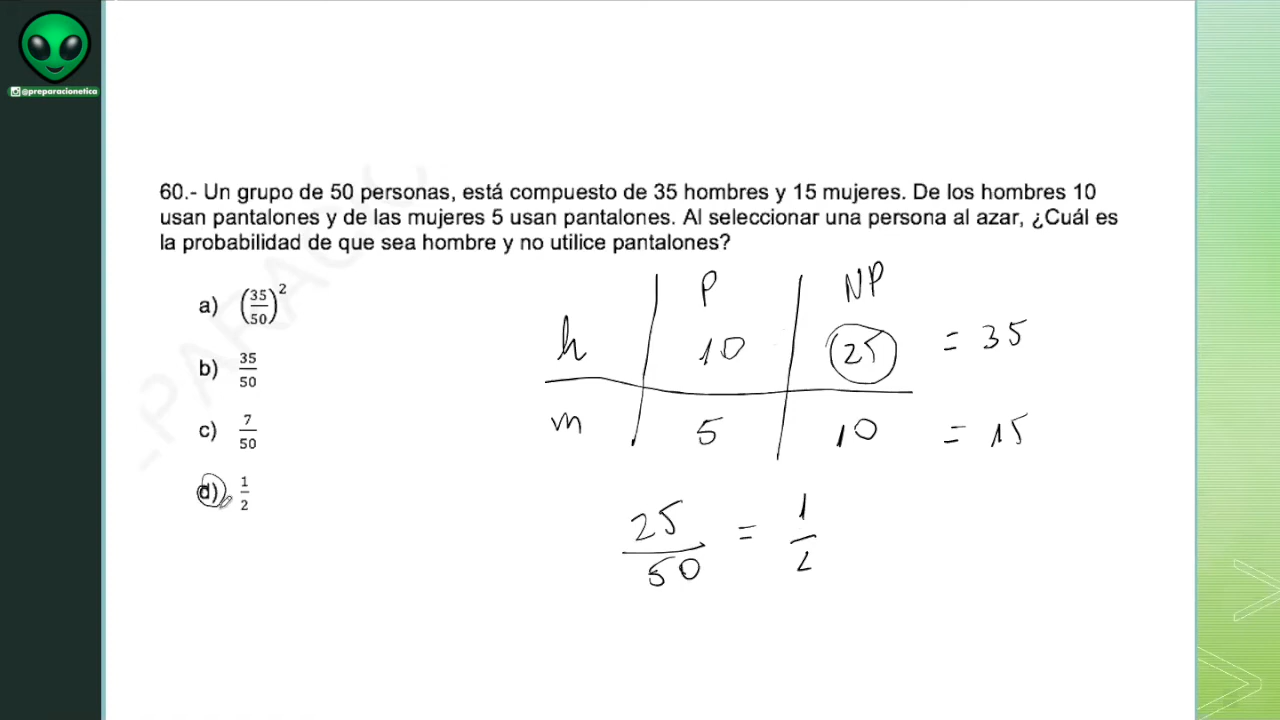 @preparacionetica
60.- Un grupo de 50 personas, está compuesto de 35 hombres y 15 mujeres. De los hombres 10
usan pantalones y de las mujeres 5 usan pantalones. Al seleccionar una persona al azar, ¿Cuál es
la probabilidad de que sea hombre y no utilice pantalones?
a) (35/50)²
b) 35/50
c) 7/50
d) 1/2
P NP
h 10 25 = 35
m 5 10 = 15
25/50 = 1/2